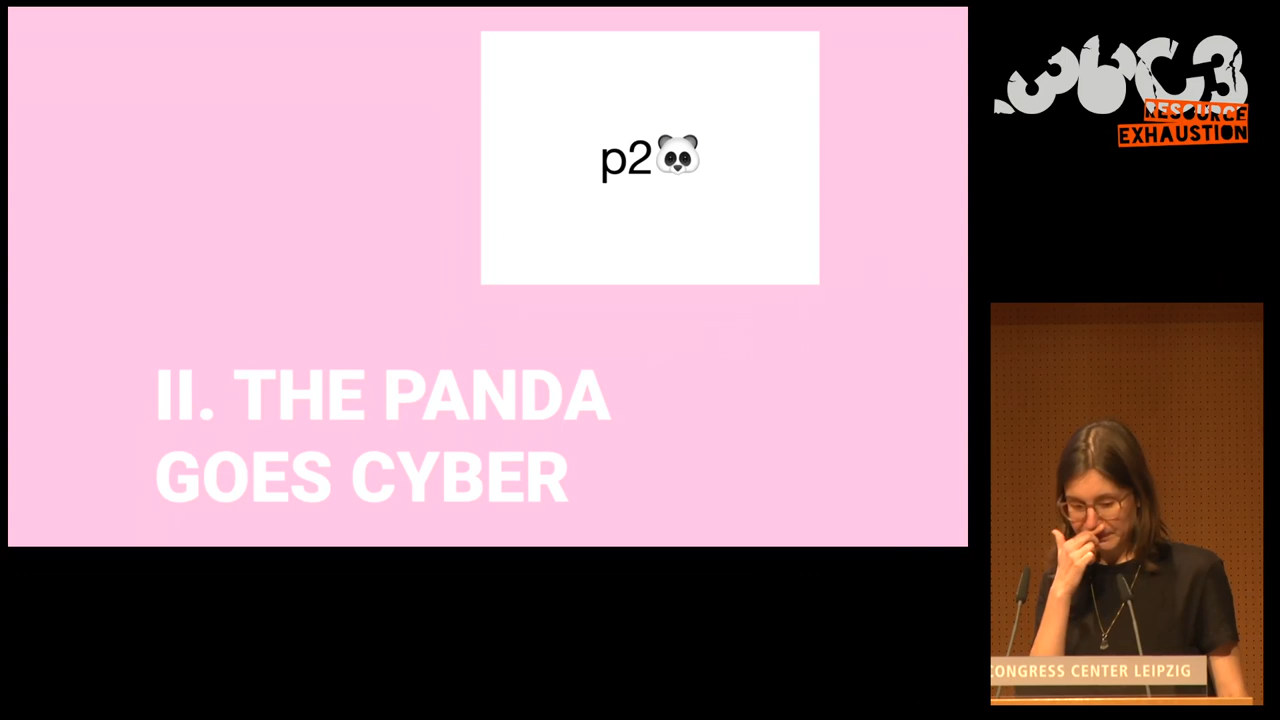 p2🐼
II. THE PANDA
GOES CYBER
36C3
RESOURCE
EXHAUSTION
CONGRESS CENTER LEIPZIG